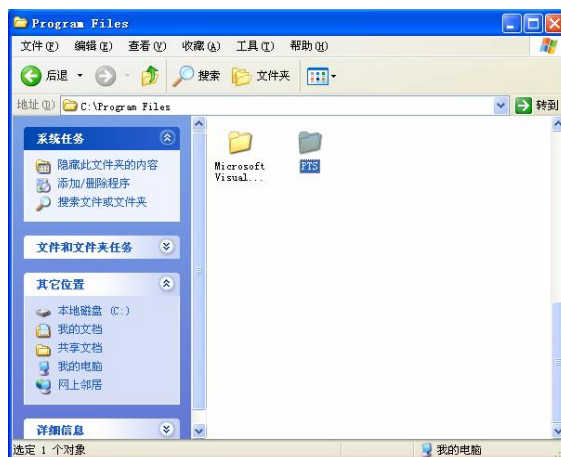 Program Files
文件(F) 编辑(E) 查看(V) 收藏(A) 工具(T) 帮助(H)
后退 搜索 文件夹
地址(D) C:\Program Files 转到
系统任务
隐藏此文件夹的内容
添加/删除程序
搜索文件或文件夹
文件和文件夹任务
其它位置
本地磁盘 (C:)
我的文档
共享文档
我的电脑
网上邻居
详细信息
Microsoft
Visual...
PTS
选定 1 个对象 我的电脑